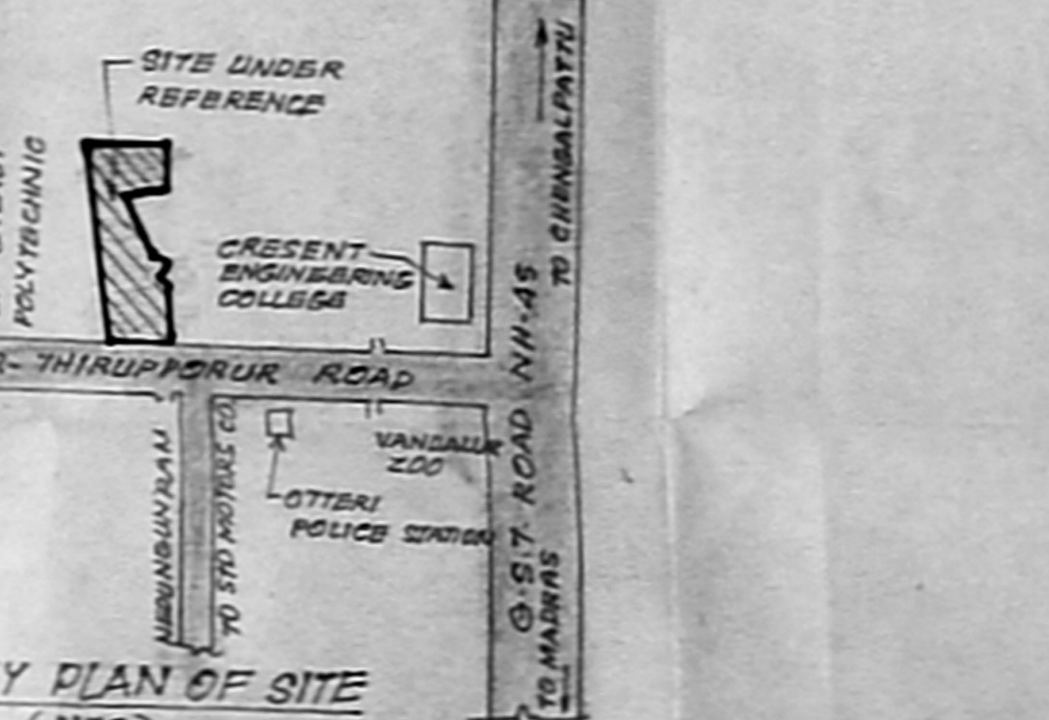 SITE UNDER
REFERENCE
POLYTECHNIC
CRESENT
ENGINEERING
COLLEGE
TO CHENGALPATTU
G.S.T. ROAD NH-45
TO MADRAS
R- THIRUPPORUR ROAD
VANDALUR
ZOO
OTTERI
POLICE STATION
TO STD MOTORS CO.
Y PLAN OF SITE